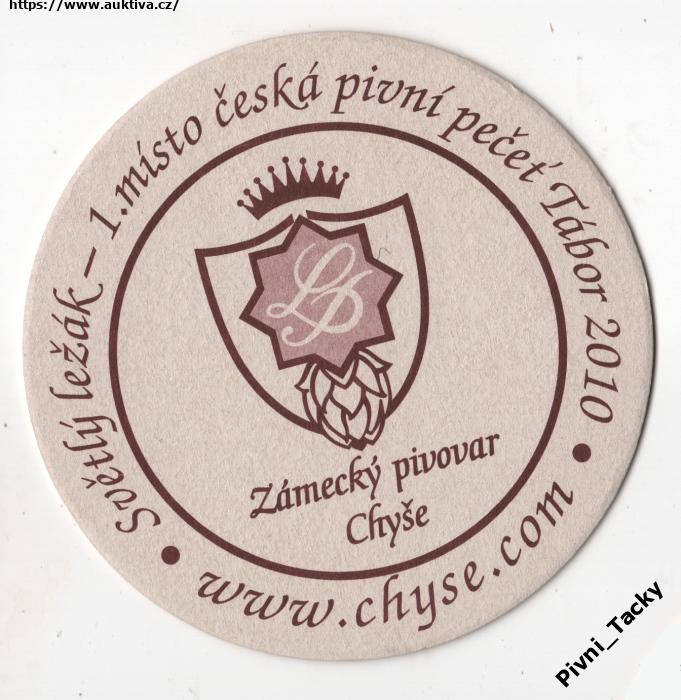 https://www.auktiva.cz/
Světlý ležák – 1.místo česká pivní pečeť Tábor 2010
LP
Zámecký pivovar
Chyše
• www.chyse.com •
Pivni_Tacky